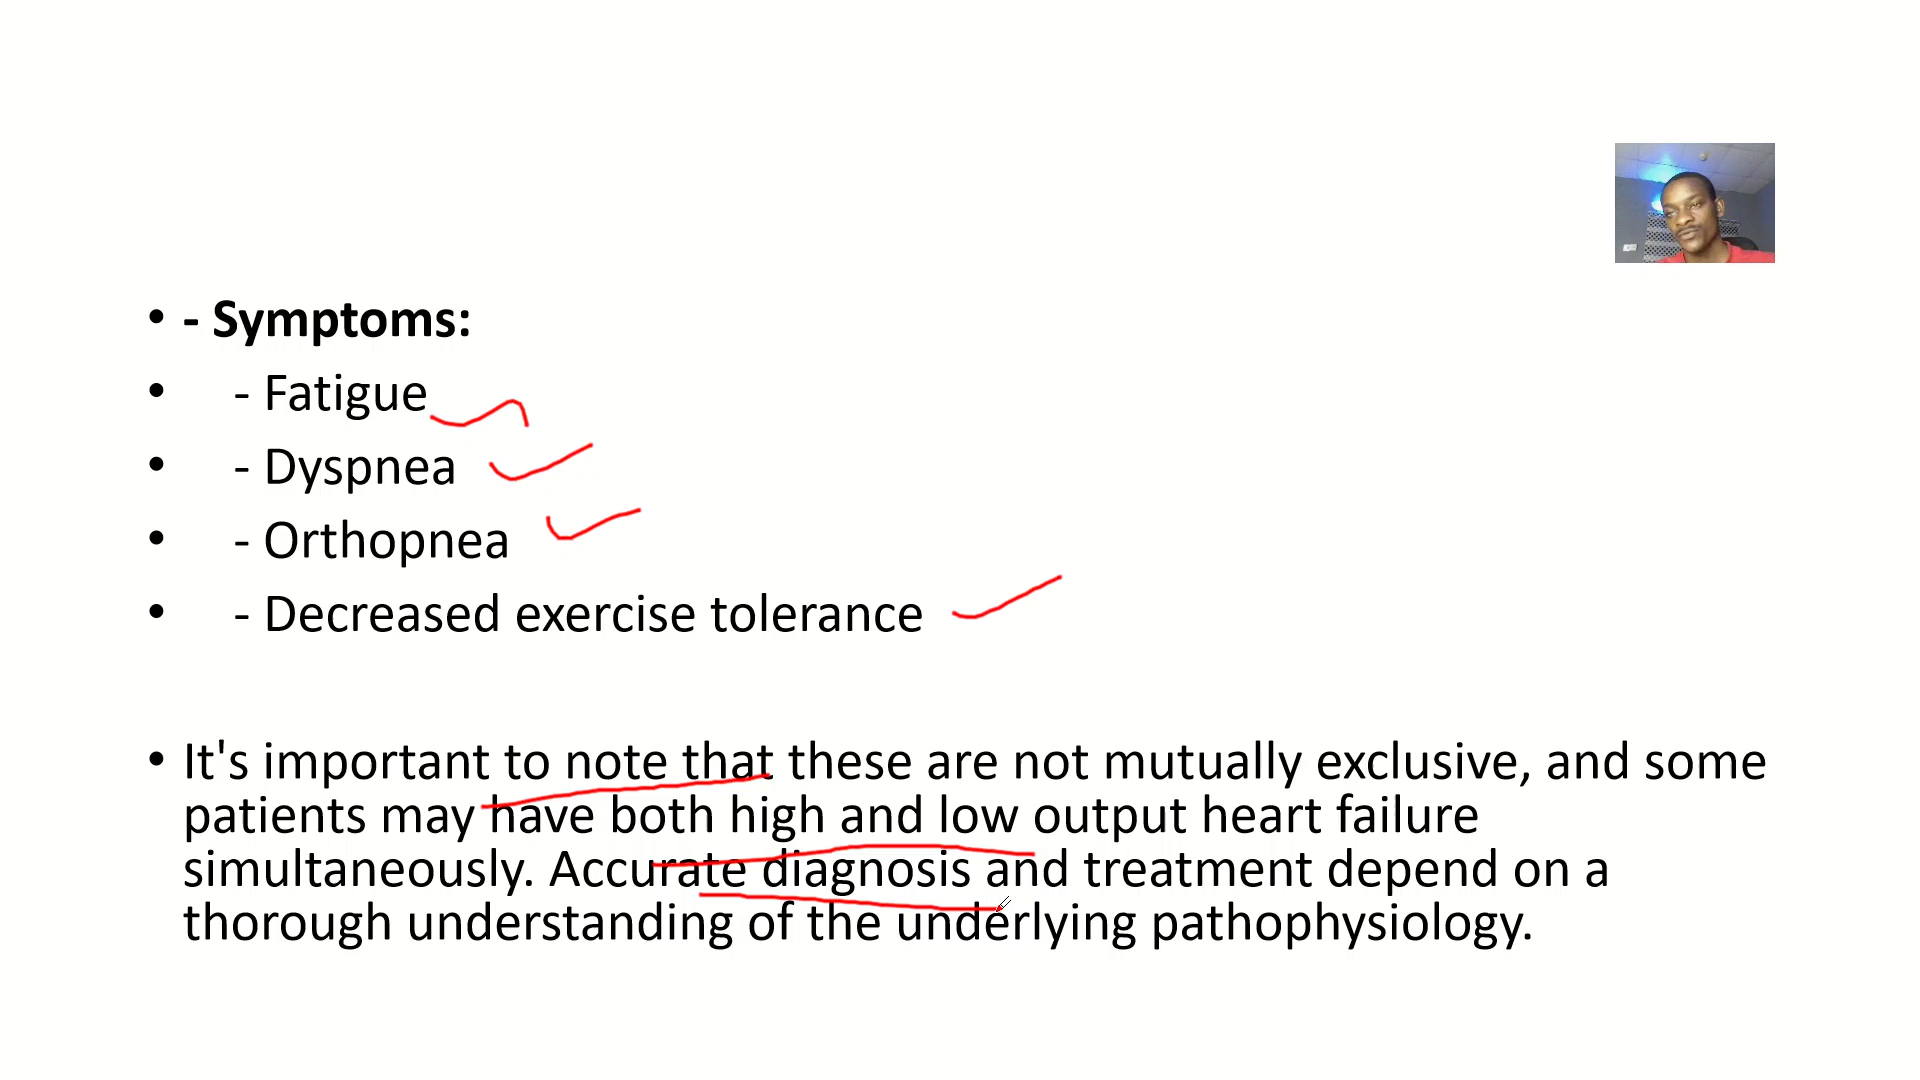 • - Symptoms:
• - Fatigue
• - Dyspnea
• - Orthopnea
• - Decreased exercise tolerance
• It's important to note that these are not mutually exclusive, and some
patients may have both high and low output heart failure
simultaneously. Accurate diagnosis and treatment depend on a
thorough understanding of the underlying pathophysiology.